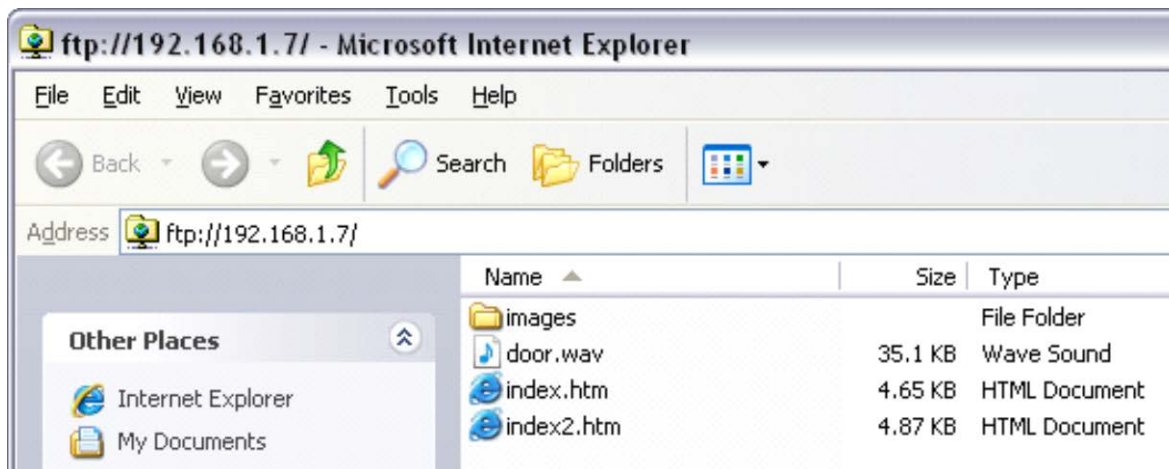 ftp://192.168.1.7/ - Microsoft Internet Explorer
File Edit View Favorites Tools Help
Back Search Folders
Address ftp://192.168.1.7/
Name Size Type
Other Places
Internet Explorer
My Documents
images File Folder
door.wav 35.1 KB Wave Sound
index.htm 4.65 KB HTML Document
index2.htm 4.87 KB HTML Document